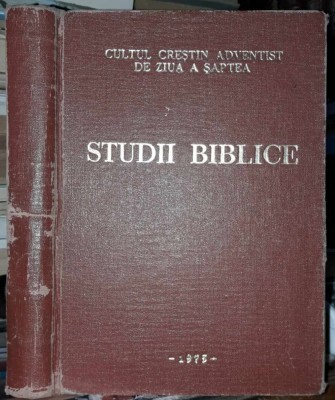 CULTUL CREȘTIN ADVENTIST
DE ZIUA A ȘAPTEA
STUDII BIBLICE
-1975-